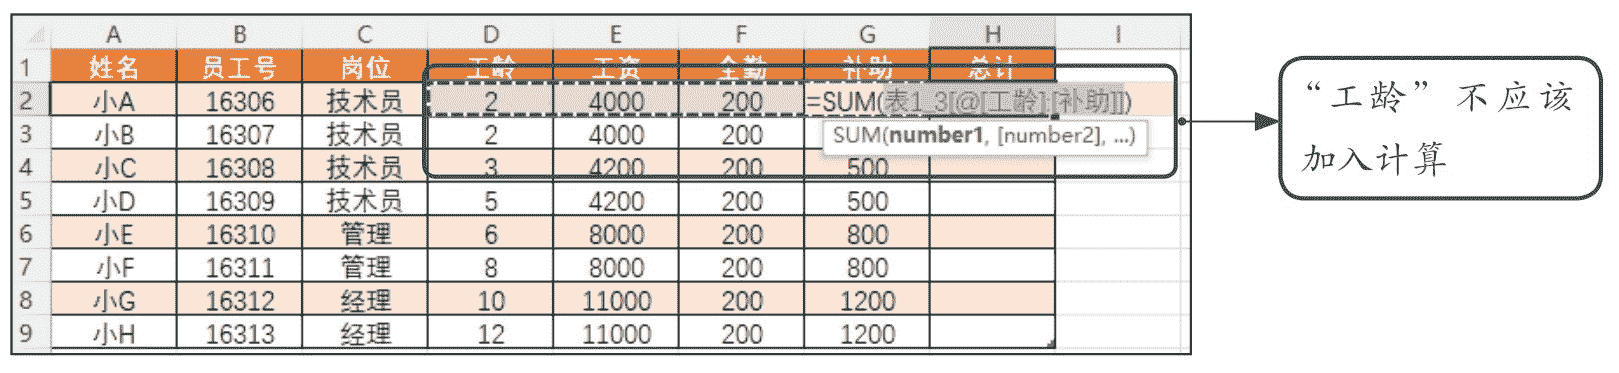 A B C D E F G H I
1 姓名 员工号 岗位 工龄 工资 全勤 补助 总计
2 小A 16306 技术员 2 4000 200 =SUM(表1_3[@[工龄]:[补助]])
3 小B 16307 技术员 2 4000 200 SUM(number1, [number2], ...)
4 小C 16308 技术员 3 4200 200 500
5 小D 16309 技术员 5 4200 200 500
6 小E 16310 管理 6 8000 200 800
7 小F 16311 管理 8 8000 200 800
8 小G 16312 经理 10 11000 200 1200
9 小H 16313 经理 12 11000 200 1200
“工龄”不应该
加入计算